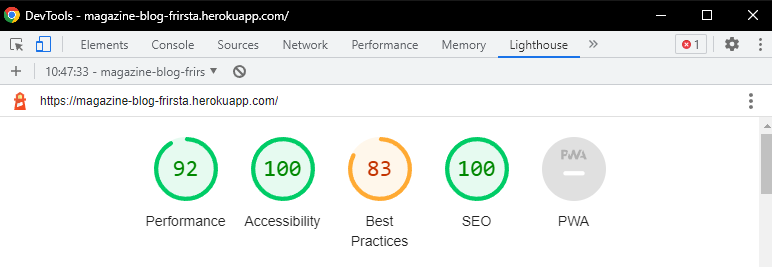 DevTools - magazine-blog-frirsta.herokuapp.com/
Elements Console Sources Network Performance Memory Lighthouse » 1
10:47:33 - magazine-blog-frirs
https://magazine-blog-frirsta.herokuapp.com/
92 100 83 100 PWA
Performance Accessibility Best SEO PWA
Practices